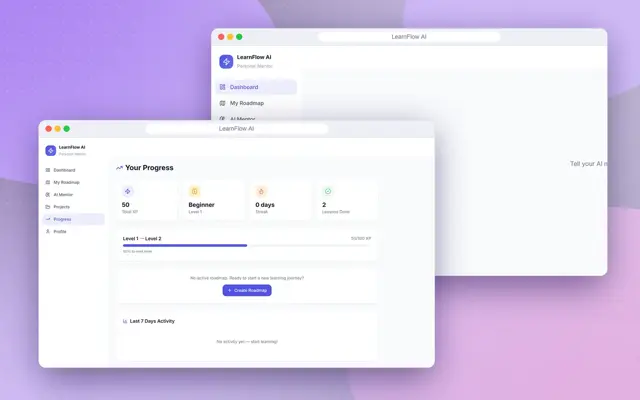 LearnFlow AI
LearnFlow AI
Personal Mentor
Dashboard
My Roadmap
AI Mentor
Tell your AI m
LearnFlow AI
LearnFlow AI
Personal Mentor
Dashboard
My Roadmap
AI Mentor
Projects
Progress
Profile
Your Progress
50
Total XP
Beginner
Level 1
0 days
Streak
2
Lessons Done
Level 1 → Level 2
No active roadmap. Ready to start a new learning journey?
+ Create Roadmap
Last 7 Days Activity
No activity yet — start learning!